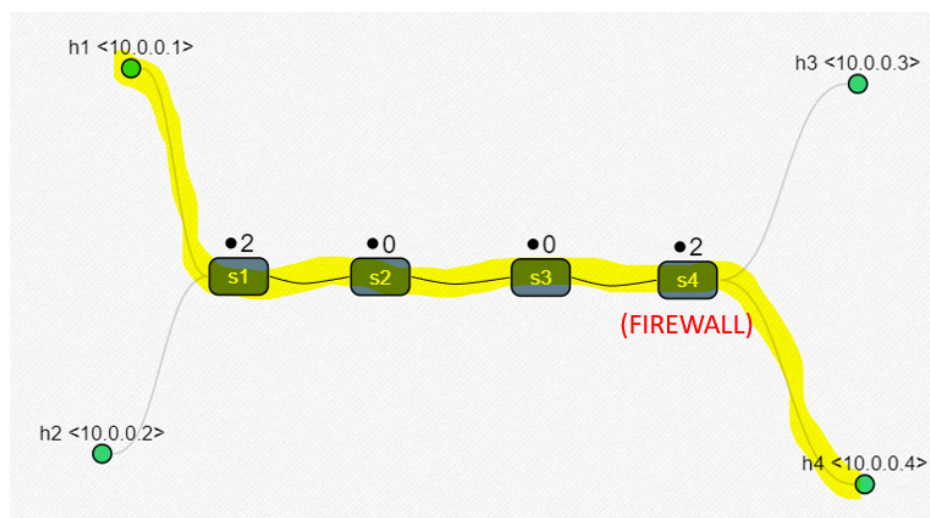 h1 <10.0.0.1>
h3 <10.0.0.3>
•2
•0
•0
•2
s1
s2
s3
s4
(FIREWALL)
h2 <10.0.0.2>
h4 <10.0.0.4>